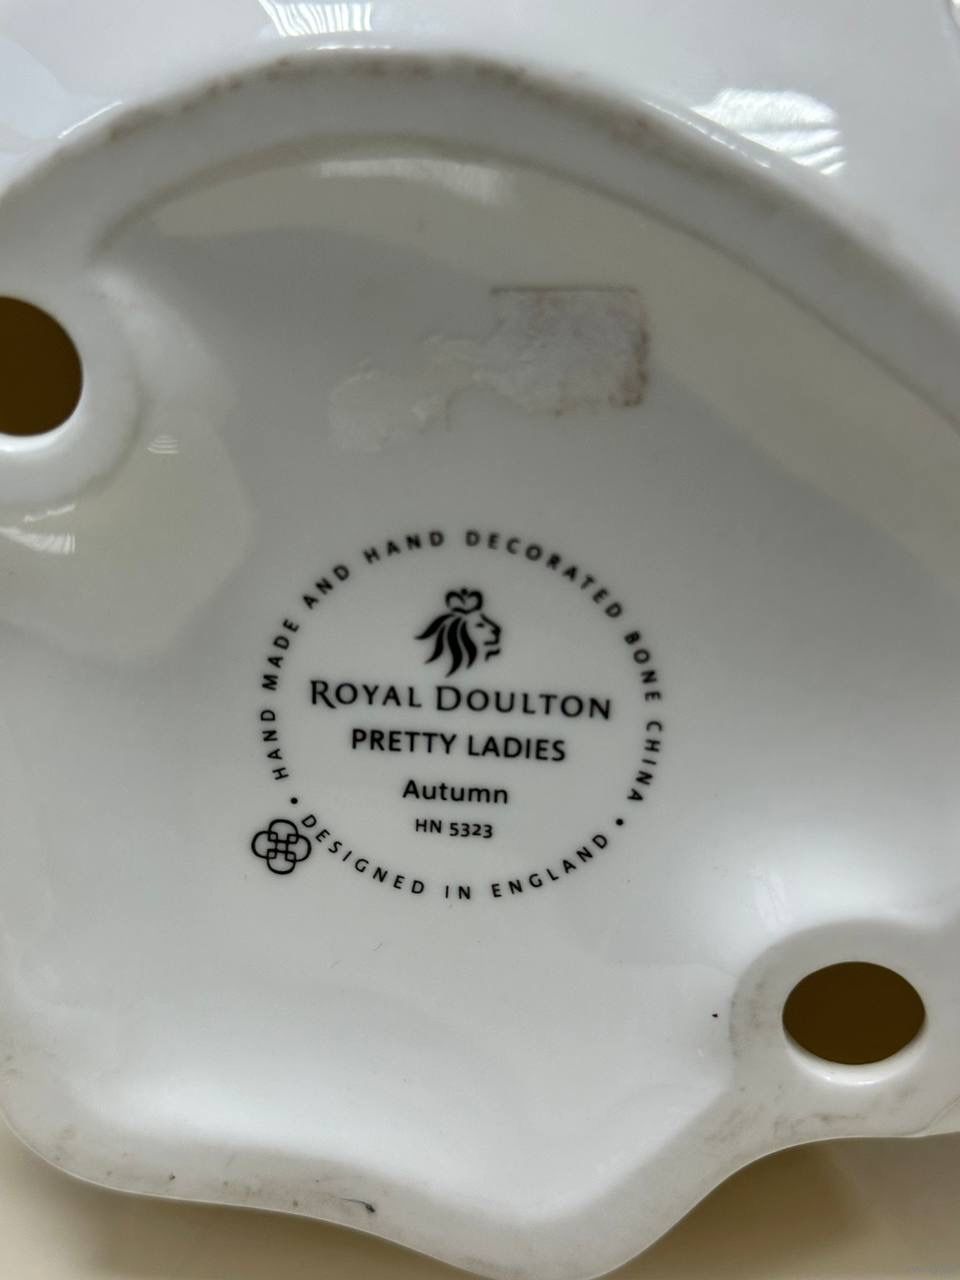 HAND MADE AND HAND DECORATED BONE CHINA •
ROYAL DOULTON
PRETTY LADIES
Autumn
HN 5323
DESIGNED IN ENGLAND •